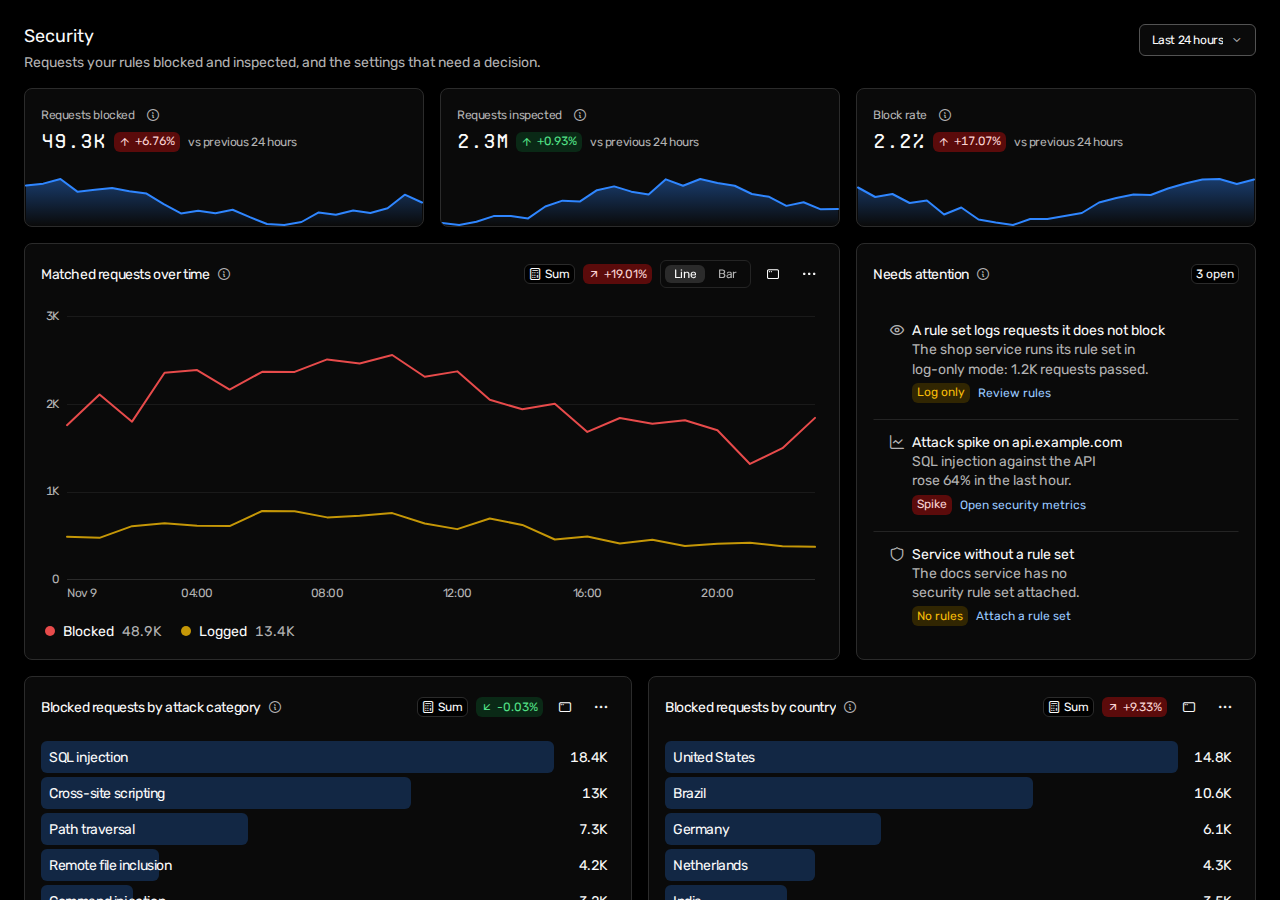 Security
Requests your rules blocked and inspected, and the settings that need a decision.
Last 24 hours
Requests blocked
49.3K +6.76% vs previous 24 hours
Requests inspected
2.3M +0.93% vs previous 24 hours
Block rate
2.2% +17.07% vs previous 24 hours
Matched requests over time
Sum +19.01% Line Bar
3K
2K
1K
0
Nov 9 04:00 08:00 12:00 16:00 20:00
Blocked 48.9K Logged 13.4K
Needs attention
3 open
A rule set logs requests it does not block
The shop service runs its rule set in
log-only mode: 1.2K requests passed.
Log only Review rules
Attack spike on api.example.com
SQL injection against the API
rose 64% in the last hour.
Spike Open security metrics
Service without a rule set
The docs service has no
security rule set attached.
No rules Attach a rule set
Blocked requests by attack category
Sum -0.03%
SQL injection 18.4K
Cross-site scripting 13K
Path traversal 7.3K
Remote file inclusion 4.2K
Blocked requests by country
Sum +9.33%
United States 14.8K
Brazil 10.6K
Germany 6.1K
Netherlands 4.3K